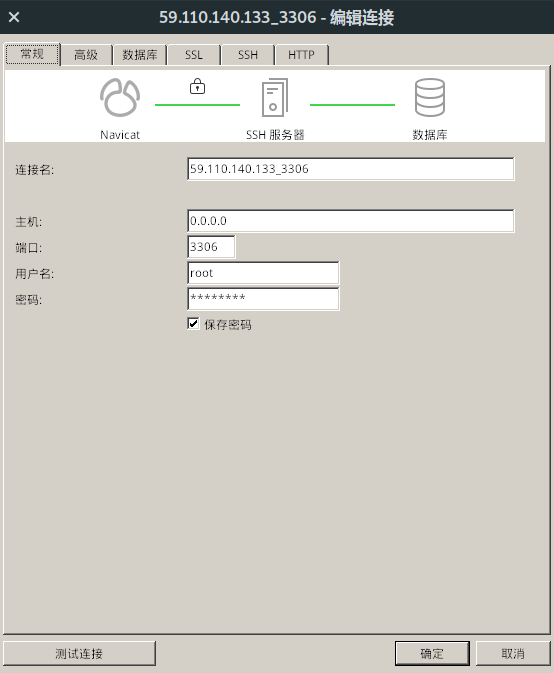 59.110.140.133_3306 - 编辑连接
常规 高级 数据库 SSL SSH HTTP
Navicat SSH 服务器 数据库
连接名: 59.110.140.133_3306
主机: 0.0.0.0
端口: 3306
用户名: root
密码: ********
保存密码
测试连接 确定 取消